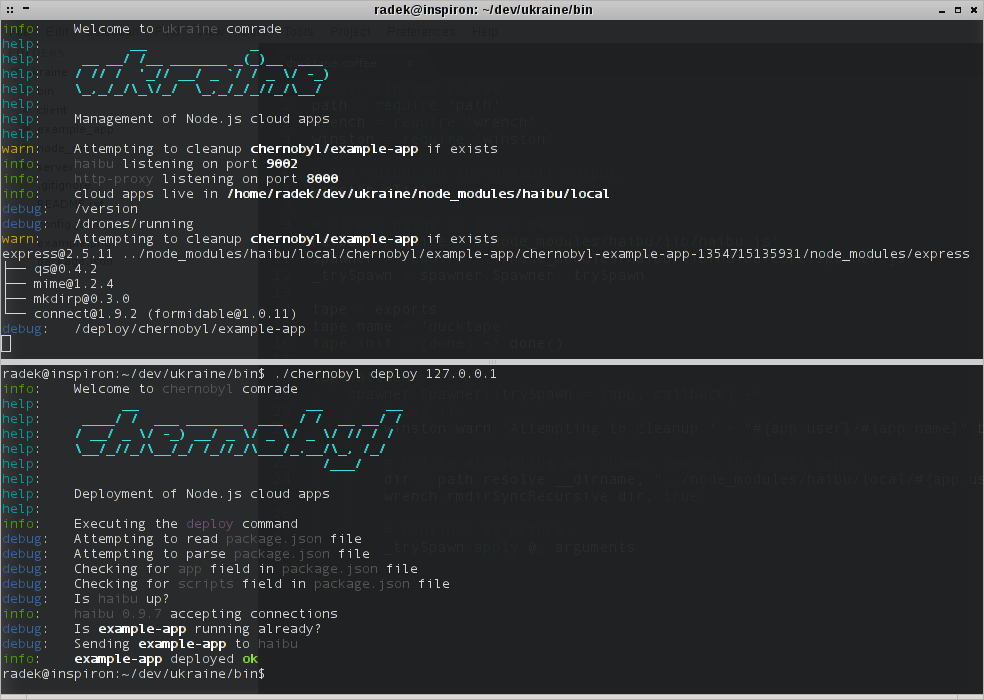 radek@inspiron: ~/dev/ukraine/bin
info: Welcome to ukraine comrade
help:
help:
help: ukraine
help:
help:
help: Management of Node.js cloud apps
help:
warn: Attempting to cleanup chernobyl/example-app if exists
info: haibu listening on port 9002
info: http-proxy listening on port 8000
info: cloud apps live in /home/radek/dev/ukraine/node_modules/haibu/local
debug: /version
debug: /drones/running
warn: Attempting to cleanup chernobyl/example-app if exists
express@2.5.11 ../node_modules/haibu/local/chernobyl/example-app/chernobyl-example-app-1354715135931/node_modules/express
├── qs@0.4.2
├── mime@1.2.4
├── mkdirp@0.3.0
└── connect@1.9.2 (formidable@1.0.11)
debug: /deploy/chernobyl/example-app
radek@inspiron:~/dev/ukraine/bin$ ./chernobyl deploy 127.0.0.1
info: Welcome to chernobyl comrade
help:
help:
help: chernobyl
help:
help:
help:
help: Deployment of Node.js cloud apps
help:
info: Executing the deploy command
debug: Attempting to read package.json file
debug: Attempting to parse package.json file
debug: Checking for app field in package.json file
debug: Checking for scripts field in package.json file
debug: Is haibu up?
info: haibu 0.9.7 accepting connections
debug: Is example-app running already?
debug: Sending example-app to haibu
info: example-app deployed ok
radek@inspiron:~/dev/ukraine/bin$